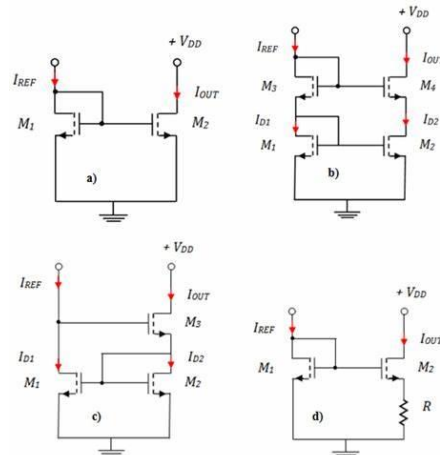 + VDD
IREF
IOUT
M1
M2
a)
+ VDD
IREF
IOUT
M3
M4
ID1
ID2
M1
M2
b)
+ VDD
IREF
IOUT
M3
ID1
ID2
M1
M2
c)
+ VDD
IREF
IOUT
M1
M2
R
d)